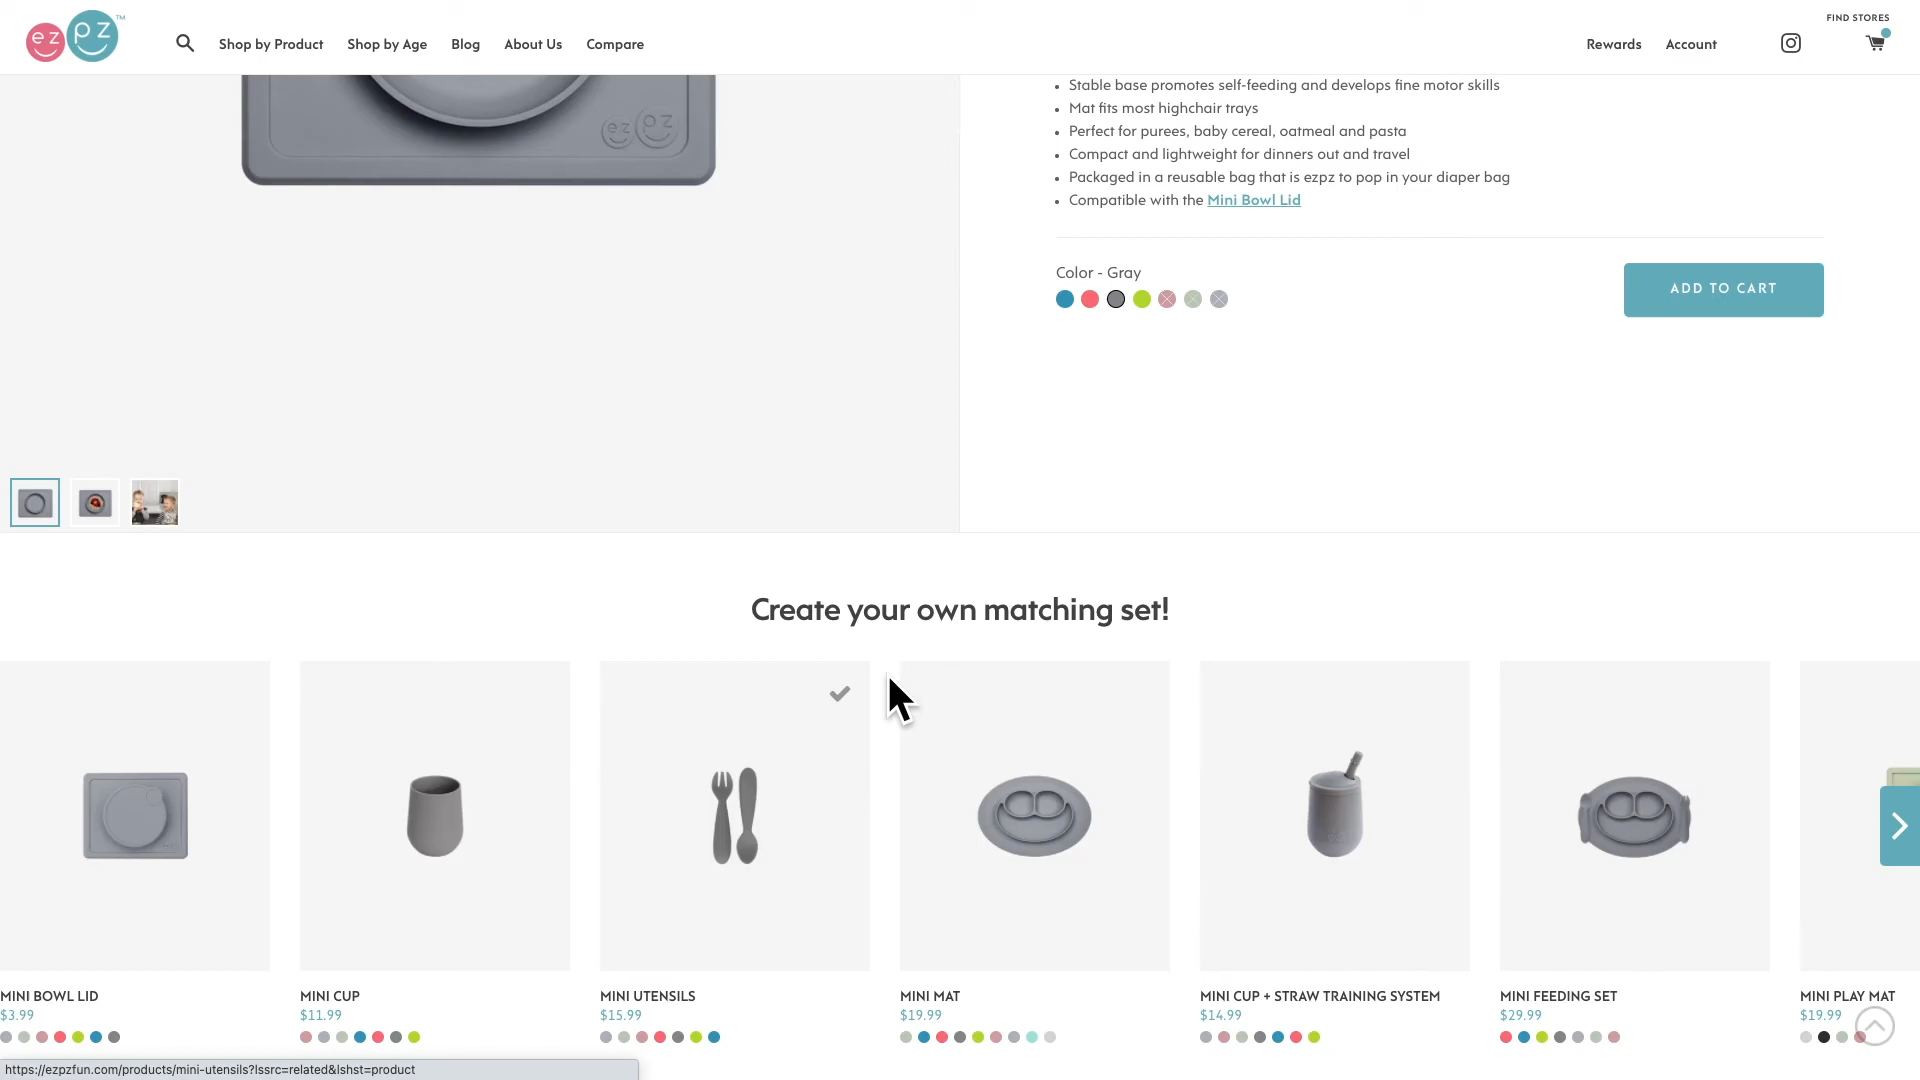 ez pz ™
Shop by Product
Shop by Age
Blog
About Us
Compare
FIND STORES
Rewards
Account
ez pz
Stable base promotes self-feeding and develops fine motor skills
Mat fits most highchair trays
Perfect for purees, baby cereal, oatmeal and pasta
Compact and lightweight for dinners out and travel
Packaged in a reusable bag that is ezpz to pop in your diaper bag
Compatible with the Mini Bowl Lid
Color - Gray
ADD TO CART
Create your own matching set!
MINI BOWL LID
$3.99
MINI CUP
$11.99
MINI UTENSILS
$15.99
MINI MAT
$19.99
MINI CUP + STRAW TRAINING SYSTEM
$14.99
MINI FEEDING SET
$29.99
MINI PLAY MAT
$19.99
https://ezpzfun.com/products/mini-utensils?lssrc=related&lshst=product